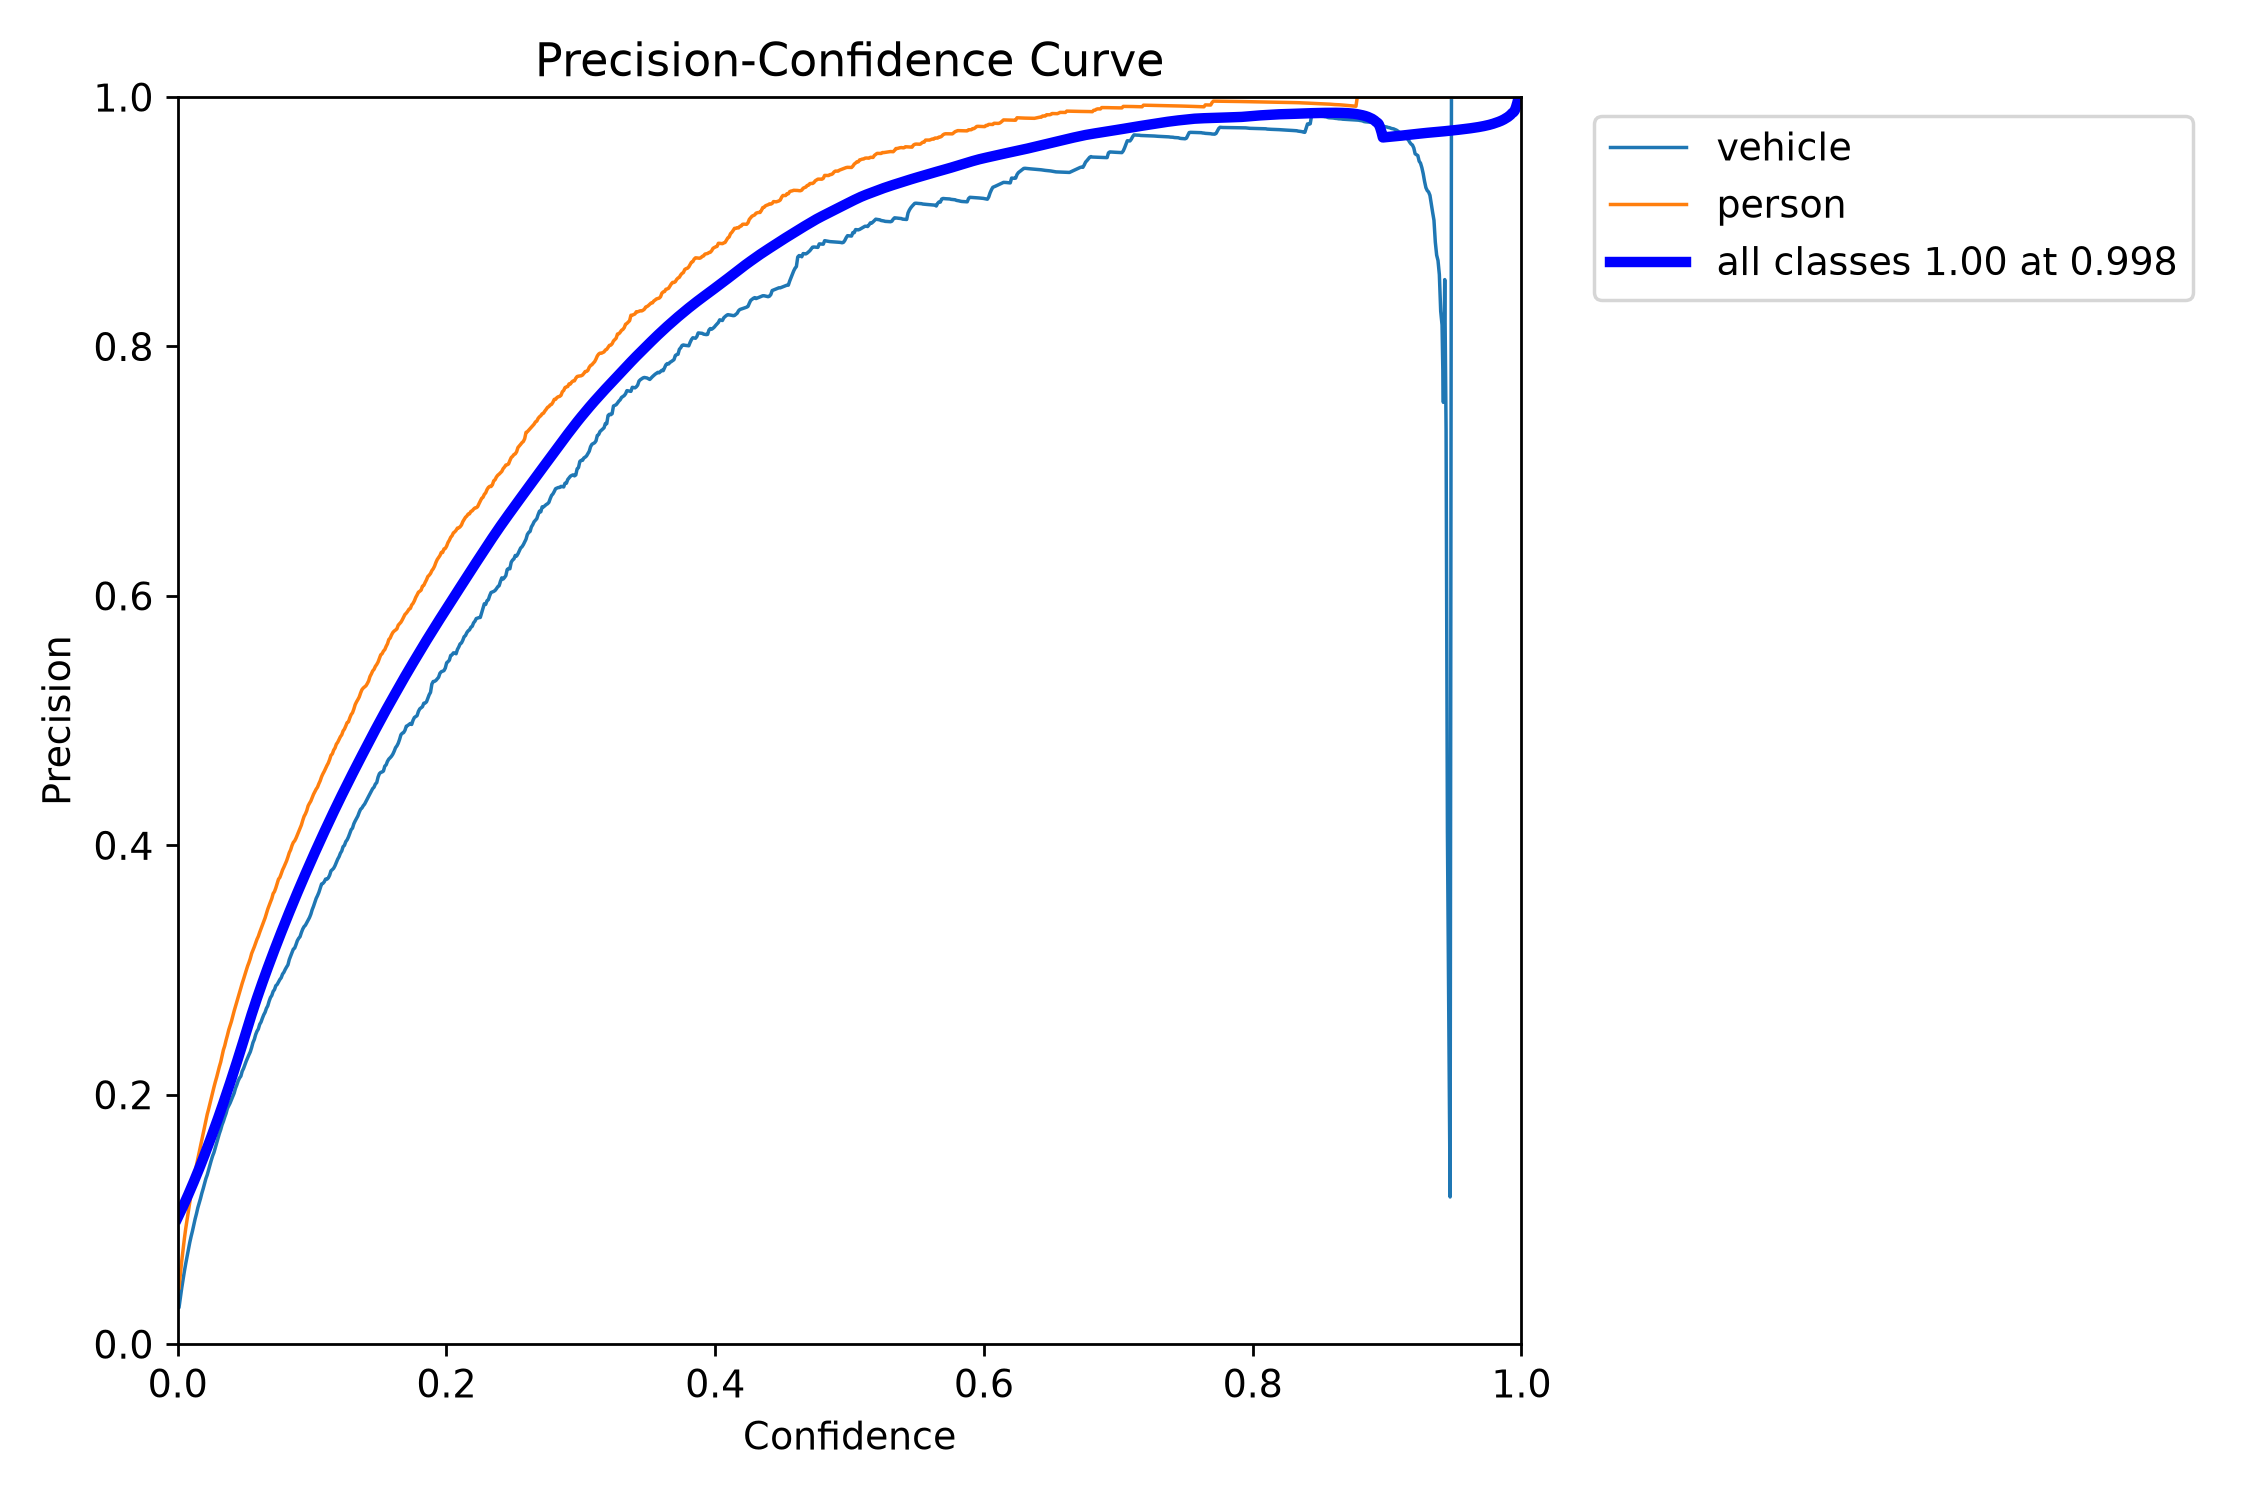 Precision-Confidence Curve
1.0
0.8
0.6
0.4
0.2
0.0
0.0 0.2 0.4 0.6 0.8 1.0
Precision
Confidence
vehicle
person
all classes 1.00 at 0.998